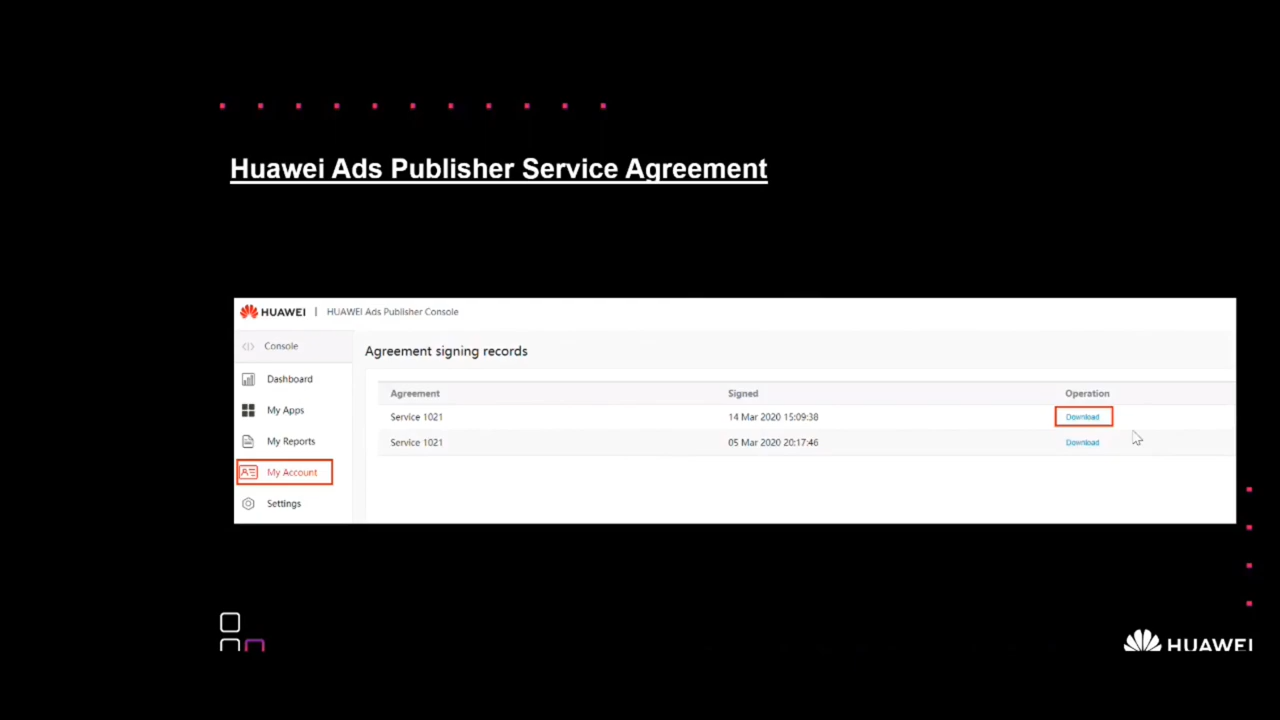 Huawei Ads Publisher Service Agreement
HUAWEI | HUAWEI Ads Publisher Console
Console
Dashboard
My Apps
My Reports
My Account
Settings
Agreement signing records
Agreement Signed Operation
Service 1021 14 Mar 2020 15:09:38 Download
Service 1021 05 Mar 2020 20:17:46 Download
HUAWEI